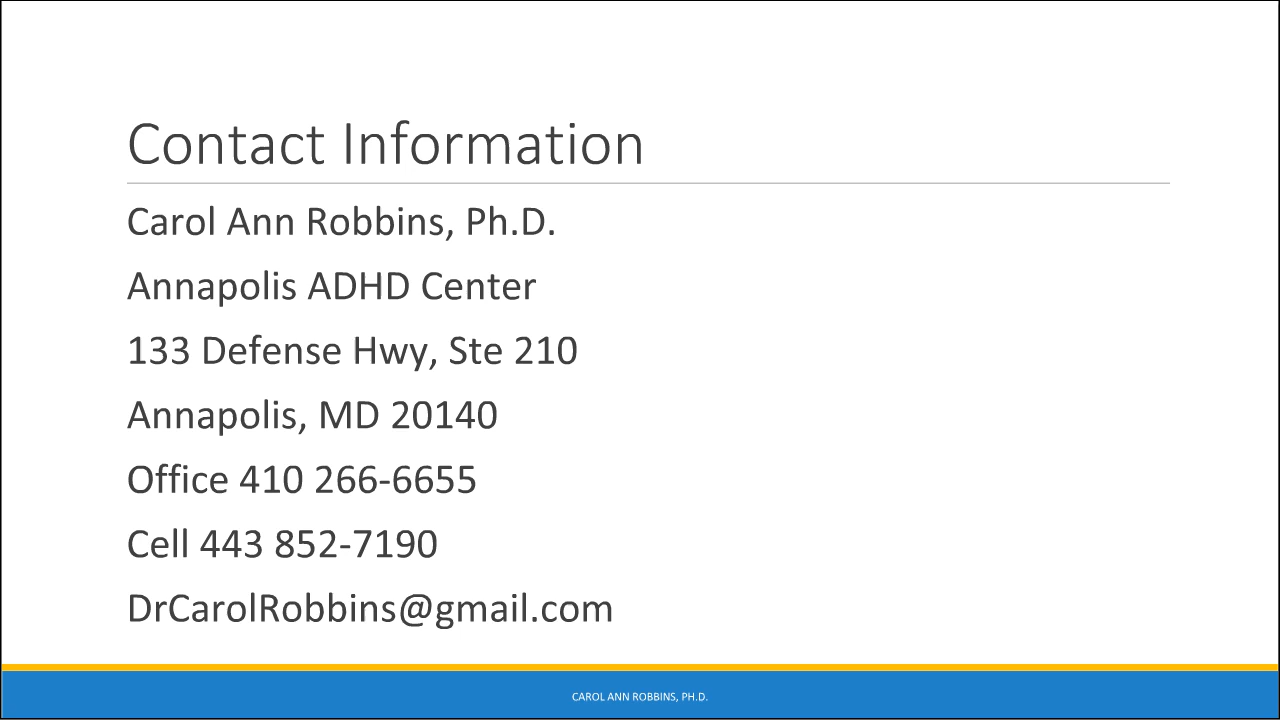 Contact Information
Carol Ann Robbins, Ph.D.
Annapolis ADHD Center
133 Defense Hwy, Ste 210
Annapolis, MD 20140
Office 410 266-6655
Cell 443 852-7190
DrCarolRobbins@gmail.com
CAROL ANN ROBBINS, PH.D.